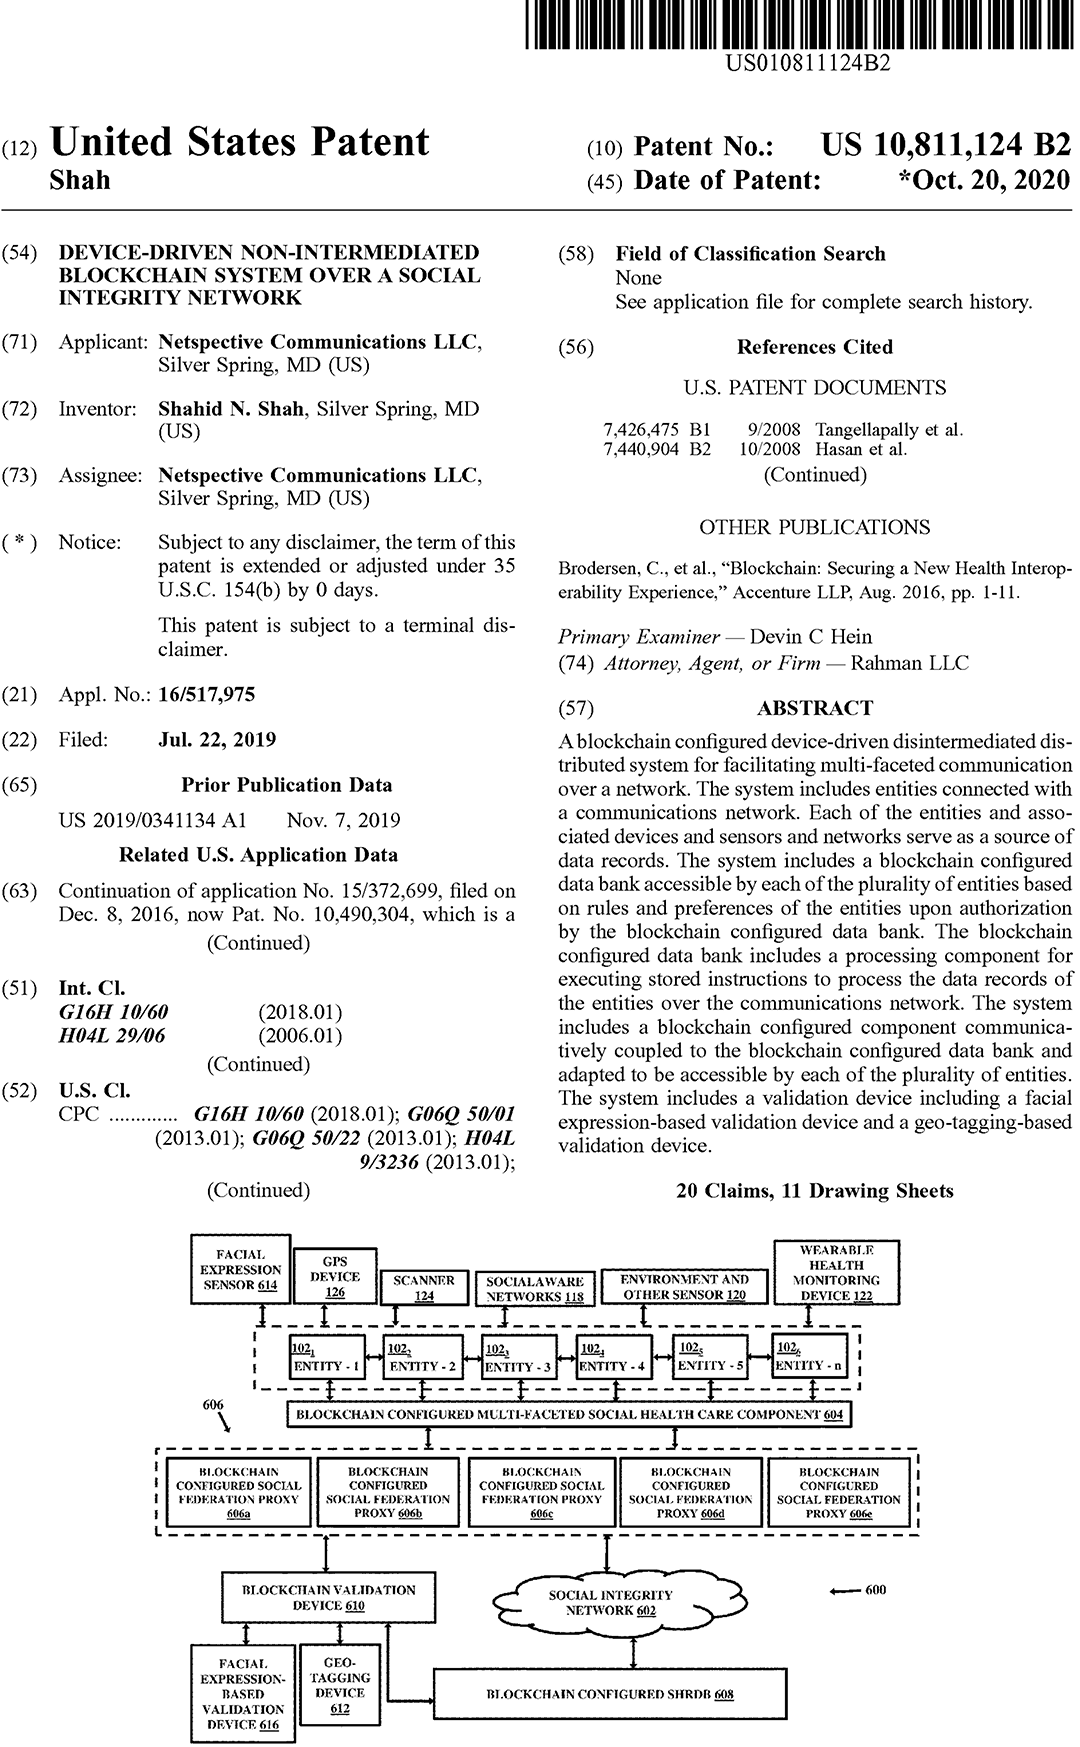 US010811124B2
(12) United States Patent
Shah
(10) Patent No.: US 10,811,124 B2
(45) Date of Patent: *Oct. 20, 2020
(54) DEVICE-DRIVEN NON-INTERMEDIATED
BLOCKCHAIN SYSTEM OVER A SOCIAL
INTEGRITY NETWORK
(71) Applicant: Netspective Communications LLC,
Silver Spring, MD (US)
(72) Inventor: Shahid N. Shah, Silver Spring, MD
(US)
(73) Assignee: Netspective Communications LLC,
Silver Spring, MD (US)
( * ) Notice: Subject to any disclaimer, the term of this
patent is extended or adjusted under 35
U.S.C. 154(b) by 0 days.
This patent is subject to a terminal dis-
claimer.
(21) Appl. No.: 16/517,975
(22) Filed: Jul. 22, 2019
(65) Prior Publication Data
US 2019/0341134 A1 Nov. 7, 2019
Related U.S. Application Data
(63) Continuation of application No. 15/372,699, filed on
Dec. 8, 2016, now Pat. No. 10,490,304, which is a
(Continued)
(51) Int. Cl.
G16H 10/60 (2018.01)
H04L 29/06 (2006.01)
(Continued)
(52) U.S. Cl.
CPC ............. G16H 10/60 (2018.01); G06Q 50/01
(2013.01); G06Q 50/22 (2013.01); H04L
9/3236 (2013.01);
(Continued)
(58) Field of Classification Search
None
See application file for complete search history.
(56) References Cited
U.S. PATENT DOCUMENTS
7,426,475 B1 9/2008 Tangellapally et al.
7,440,904 B2 10/2008 Hasan et al.
(Continued)
OTHER PUBLICATIONS
Brodersen, C., et al., “Blockchain: Securing a New Health Interop-
erability Experience,” Accenture LLP, Aug. 2016, pp. 1-11.
Primary Examiner — Devin C Hein
(74) Attorney, Agent, or Firm — Rahman LLC
(57) ABSTRACT
A blockchain configured device-driven disintermediated dis-
tributed system for facilitating multi-faceted communication
over a network. The system includes entities connected with
a communications network. Each of the entities and asso-
ciated devices and sensors and networks serve as a source of
data records. The system includes a blockchain configured
data bank accessible by each of the plurality of entities based
on rules and preferences of the entities upon authorization
by the blockchain configured data bank. The blockchain
configured data bank includes a processing component for
executing stored instructions to process the data records of
the entities over the communications network. The system
includes a blockchain configured component communica-
tively coupled to the blockchain configured data bank and
adapted to be accessible by each of the plurality of entities.
The system includes a validation device including a facial
expression-based validation device and a geo-tagging-based
validation device.
20 Claims, 11 Drawing Sheets
FACIAL
EXPRESSION
SENSOR 614
GPS
DEVICE
126
SCANNER
124
SOCIALAWARE
NETWORKS 118
ENVIRONMENT AND
OTHER SENSOR 120
WEARABLE
HEALTH
MONITORING
DEVICE 122
102₁
ENTITY - 1
102₂
ENTITY - 2
102₃
ENTITY - 3
102₄
ENTITY - 4
102₅
ENTITY - 5
102₆
ENTITY - n
BLOCKCHAIN CONFIGURED MULTI-FACETED SOCIAL HEALTH CARE COMPONENT 604
606
BLOCKCHAIN
CONFIGURED SOCIAL
FEDERATION PROXY
606a
BLOCKCHAIN
CONFIGURED
SOCIAL FEDERATION
PROXY 606b
BLOCKCHAIN
CONFIGURED SOCIAL
FEDERATION PROXY
606c
BLOCKCHAIN
CONFIGURED
SOCIAL FEDERATION
PROXY 606d
BLOCKCHAIN
CONFIGURED
SOCIAL FEDERATION
PROXY 606e
BLOCKCHAIN VALIDATION
DEVICE 610
SOCIAL INTEGRITY
NETWORK 602
600
FACIAL
EXPRESSION-
BASED
VALIDATION
DEVICE 616
GEO-
TAGGING
DEVICE
612
BLOCKCHAIN CONFIGURED SHRDB 608